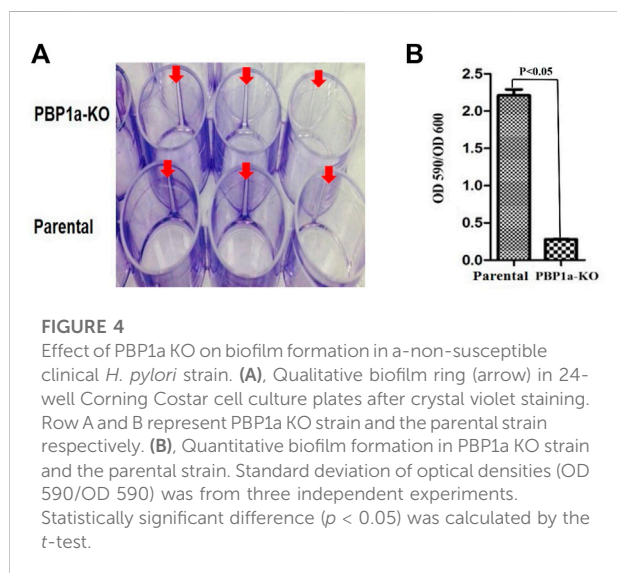 A
B
PBP1a-KO
Parental
P<0.05
OD 590/OD 600
2.5
2.0
1.5
1.0
0.5
0.0
Parental PBP1a-KO
FIGURE 4
Effect of PBP1a KO on biofilm formation in a-non-susceptible
clinical H. pylori strain. (A), Qualitative biofilm ring (arrow) in 24-
well Corning Costar cell culture plates after crystal violet staining.
Row A and B represent PBP1a KO strain and the parental strain
respectively. (B), Quantitative biofilm formation in PBP1a KO strain
and the parental strain. Standard deviation of optical densities (OD
590/OD 590) was from three independent experiments.
Statistically significant difference (p < 0.05) was calculated by the
t-test.